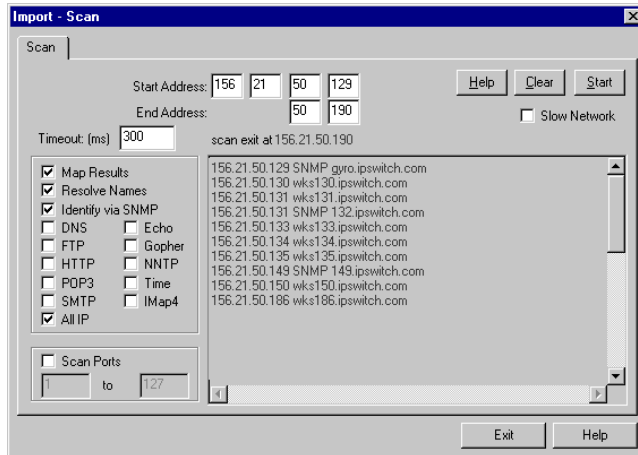 Import - Scan
Scan
Start Address: 156 21 50 129
Help Clear Start
End Address: 50 190
Slow Network
Timeout: (ms) 300
scan exit at 156.21.50.190
Map Results
Resolve Names
Identify via SNMP
DNS Echo
FTP Gopher
HTTP NNTP
POP3 Time
SMTP IMap4
All IP
Scan Ports
1 to 127
156.21.50.129 SNMP gyro.ipswitch.com
156.21.50.130 wks130.ipswitch.com
156.21.50.131 wks131.ipswitch.com
156.21.50.131 SNMP 132.ipswitch.com
156.21.50.133 wks133.ipswitch.com
156.21.50.134 wks134.ipswitch.com
156.21.50.135 wks135.ipswitch.com
156.21.50.149 SNMP 149.ipswitch.com
156.21.50.150 wks150.ipswitch.com
156.21.50.186 wks186.ipswitch.com
Exit Help